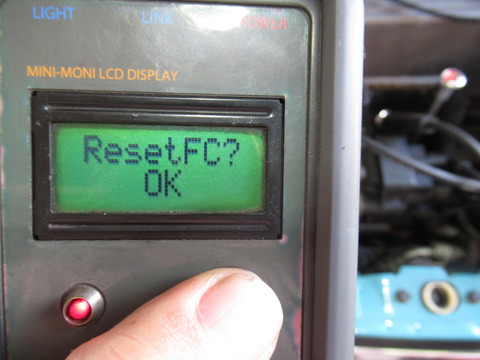 LIGHT LINK POWER
MINI-MONI LCD DISPLAY
ResetFC?
OK